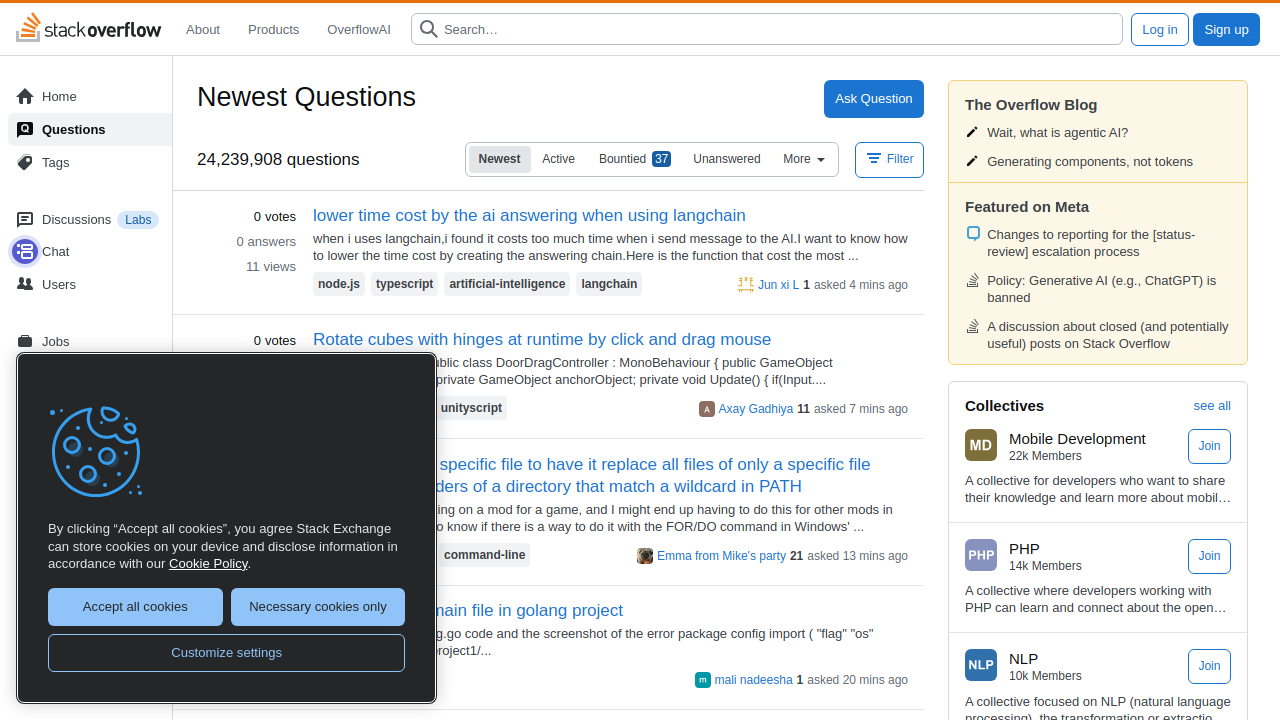 stack overflow
About
Products
OverflowAI
Search…
Log in
Sign up
Home
Questions
Tags
Discussions
Labs
Chat
Users
Jobs
Newest Questions
Ask Question
24,239,908 questions
Newest
Active
Bountied 37
Unanswered
More
Filter
0 votes
0 answers
11 views
lower time cost by the ai answering when using langchain
when i uses langchain,i found it costs too much time when i send message to the AI.I want to know how
to lower the time cost by creating the answering chain.Here is the function that cost the most ...
node.js
typescript
artificial-intelligence
langchain
Jun xi L 1 asked 4 mins ago
0 votes
Rotate cubes with hinges at runtime by click and drag mouse
ublic class DoorDragController : MonoBehaviour { public GameObject
private GameObject anchorObject; private void Update() { if(Input....
unityscript
A
Axay Gadhiya 11 asked 7 mins ago
specific file to have it replace all files of only a specific file
ders of a directory that match a wildcard in PATH
ing on a mod for a game, and I might end up having to do this for other mods in
o know if there is a way to do it with the FOR/DO command in Windows' ...
command-line
Emma from Mike's party 21 asked 13 mins ago
main file in golang project
g.go code and the screenshot of the error package config import ( "flag" "os"
project1/...
m
mali nadeesha 1 asked 20 mins ago
By clicking “Accept all cookies”, you agree Stack Exchange
can store cookies on your device and disclose information in
accordance with our Cookie Policy.
Accept all cookies
Necessary cookies only
Customize settings
The Overflow Blog
Wait, what is agentic AI?
Generating components, not tokens
Featured on Meta
Changes to reporting for the [status-
review] escalation process
Policy: Generative AI (e.g., ChatGPT) is
banned
A discussion about closed (and potentially
useful) posts on Stack Overflow
Collectives
see all
MD
Mobile Development
22k Members
Join
A collective for developers who want to share
their knowledge and learn more about mobil…
PHP
PHP
14k Members
Join
A collective where developers working with
PHP can learn and connect about the open…
NLP
NLP
10k Members
Join
A collective focused on NLP (natural language
processing), the transformation or extractio